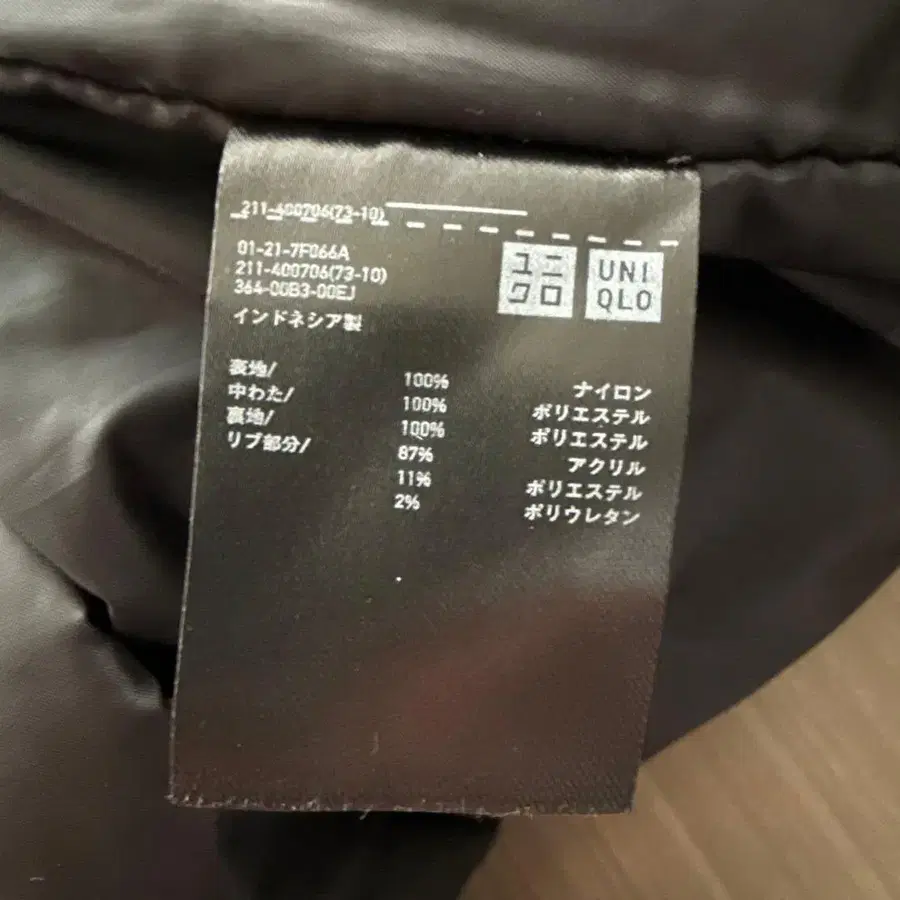 211-400706(73-10)
01-21-7F066A
211-400706(73-10)
364-00B3-00EJ
インドネシア製
ユニ
クロ
UNI
QLO
表地/ 100% ナイロン
中わた/ 100% ポリエステル
裏地/ 100% ポリエステル
リブ部分/ 87% アクリル
11% ポリエステル
2% ポリウレタン